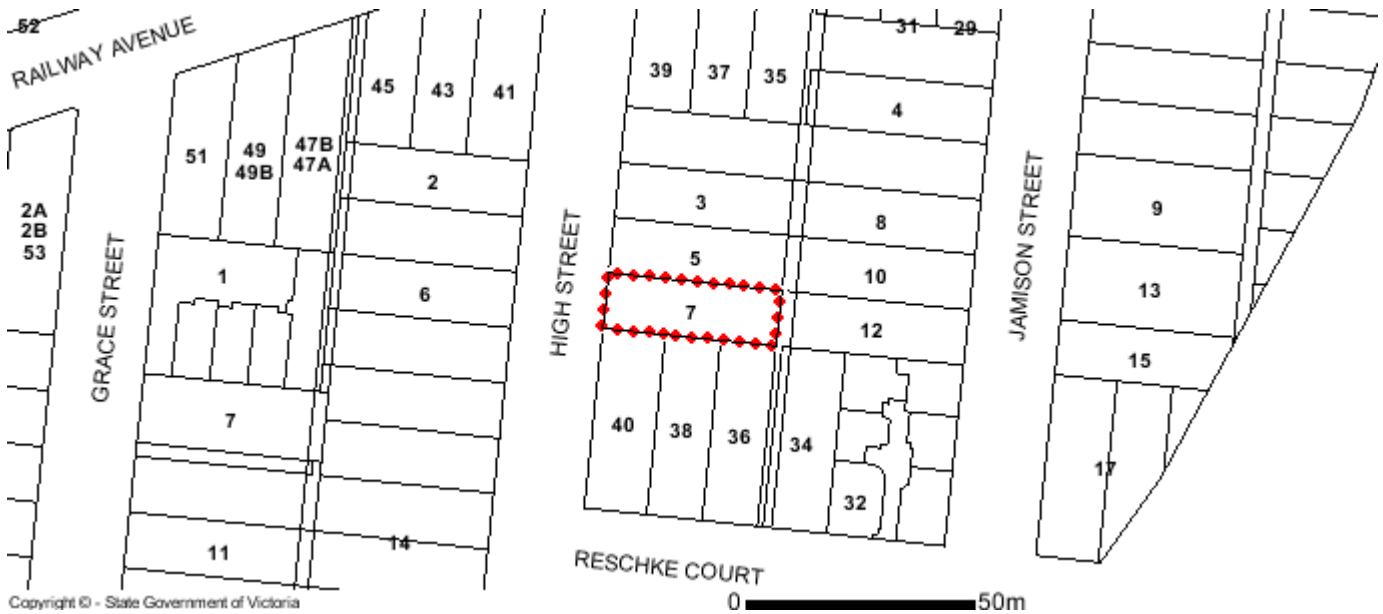 52
RAILWAY AVENUE
31
29
45
43
41
39
37
35
4
51
49
49B
47B
47A
2
3
8
9
2A
2B
53
GRACE STREET
1
HIGH STREET
5
10
JAMISON STREET
6
7
13
12
15
7
40
38
36
34
17
32
11
14
RESCHKE COURT
Copyright © - State Government of Victoria
0
50m